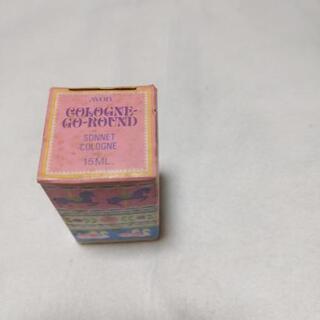 AVON
COLOGNE-
GO-ROUND
SONNET
COLOGNE
15ML.